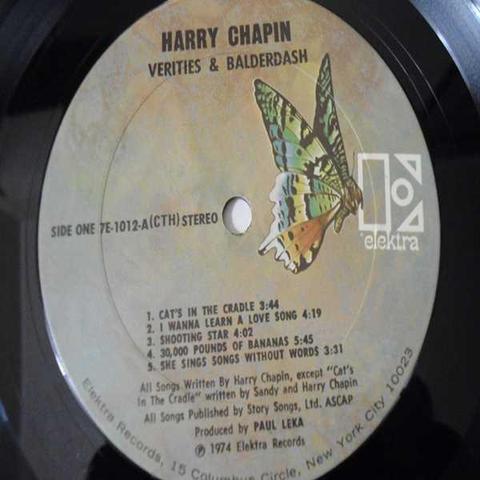 HARRY CHAPIN
VERITIES & BALDERDASH
elektra
SIDE ONE 7E-1012-A (CTH) STEREO
1. CAT'S IN THE CRADLE 3:44
2. I WANNA LEARN A LOVE SONG 4:19
3. SHOOTING STAR 4:02
4. 30,000 POUNDS OF BANANAS 5:45
5. SHE SINGS SONGS WITHOUT WORDS 3:31
All Songs Written By Harry Chapin, except "Cat's
In The Cradle" written by Sandy and Harry Chapin
All Songs Published by Story Songs, Ltd. ASCAP
Produced by PAUL LEKA
℗ 1974 Elektra Records
Elektra Records, 15 Columbus Circle, New York City 10023